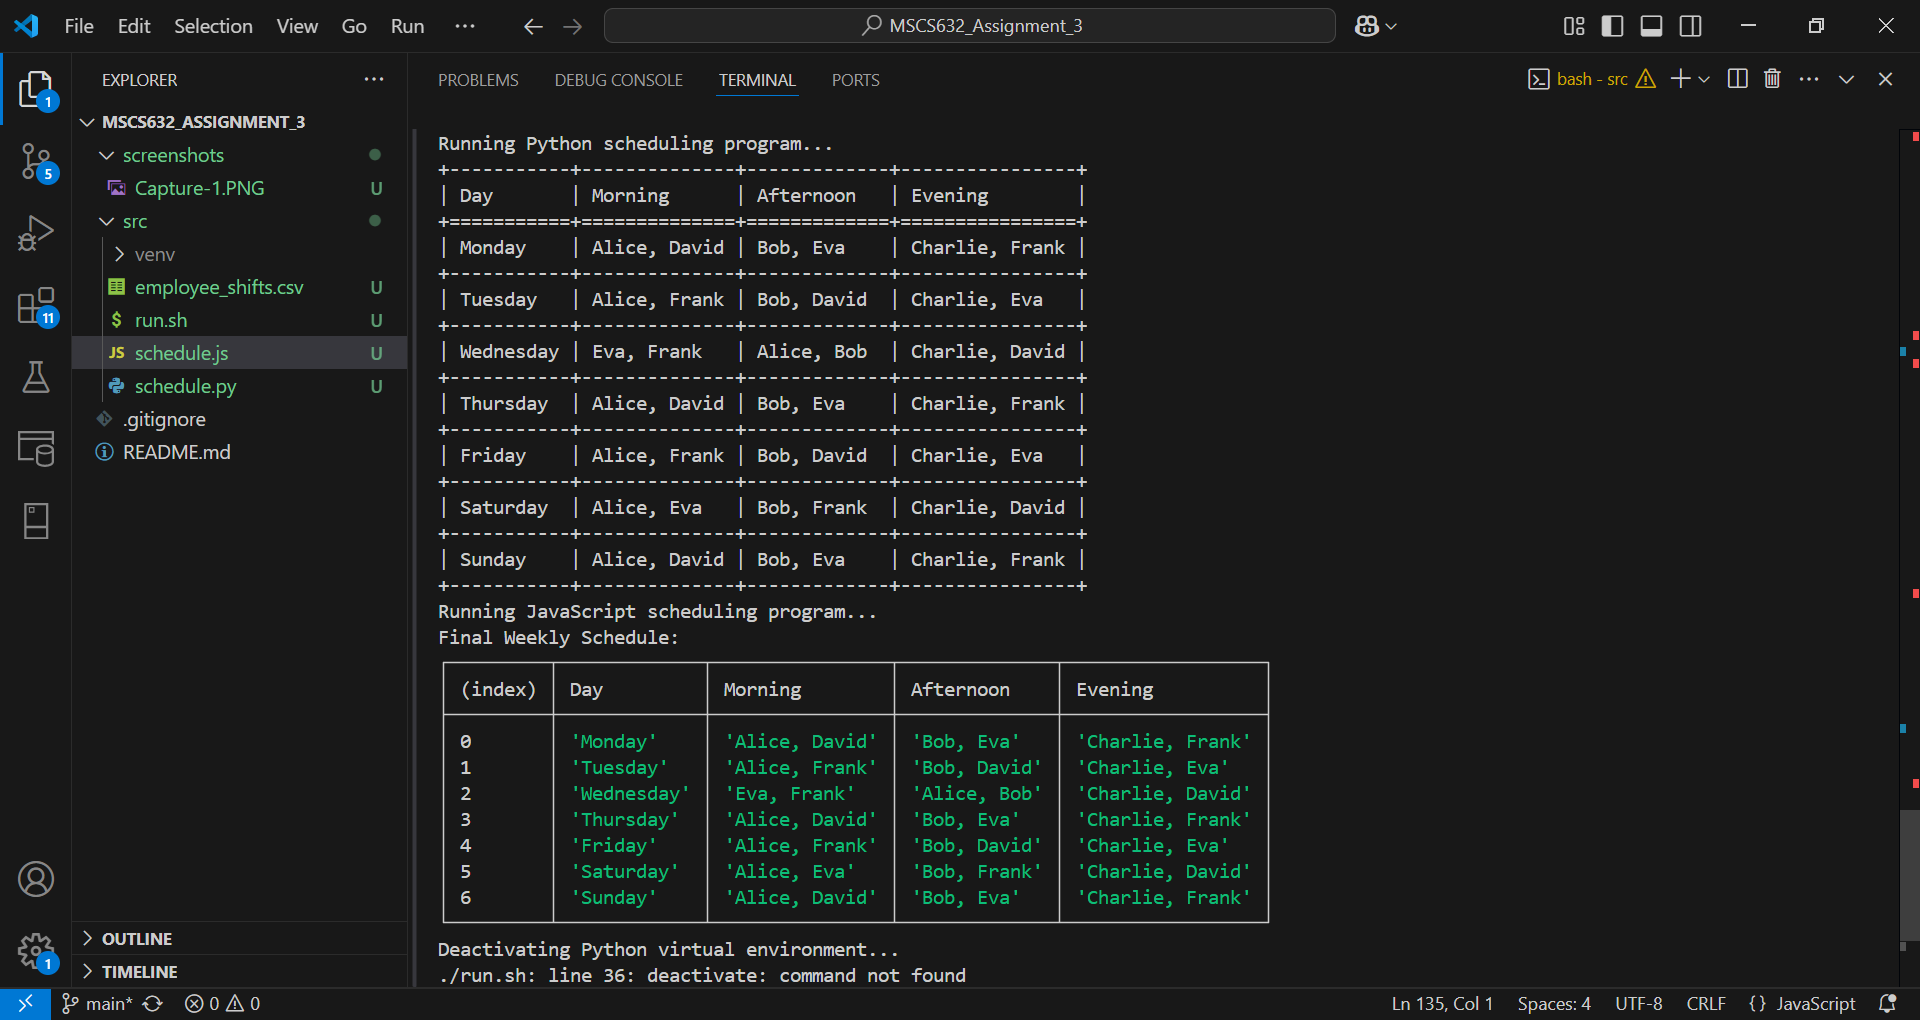 File Edit Selection View Go Run ... MSCS632_Assignment_3
EXPLORER ...
MSCS632_ASSIGNMENT_3
screenshots
Capture-1.PNG U
src
venv
employee_shifts.csv U
$ run.sh U
JS schedule.js U
schedule.py U
.gitignore
README.md
OUTLINE
TIMELINE
1
5
11
1
PROBLEMS DEBUG CONSOLE TERMINAL PORTS bash - src
Running Python scheduling program...
+-----------+--------------+-------------+----------------+
| Day | Morning | Afternoon | Evening |
+===========+==============+=============+================+
| Monday | Alice, David | Bob, Eva | Charlie, Frank |
+-----------+--------------+-------------+----------------+
| Tuesday | Alice, Frank | Bob, David | Charlie, Eva |
+-----------+--------------+-------------+----------------+
| Wednesday | Eva, Frank | Alice, Bob | Charlie, David |
+-----------+--------------+-------------+----------------+
| Thursday | Alice, David | Bob, Eva | Charlie, Frank |
+-----------+--------------+-------------+----------------+
| Friday | Alice, Frank | Bob, David | Charlie, Eva |
+-----------+--------------+-------------+----------------+
| Saturday | Alice, Eva | Bob, Frank | Charlie, David |
+-----------+--------------+-------------+----------------+
| Sunday | Alice, David | Bob, Eva | Charlie, Frank |
+-----------+--------------+-------------+----------------+
Running JavaScript scheduling program...
Final Weekly Schedule:
(index) Day Morning Afternoon Evening
0 'Monday' 'Alice, David' 'Bob, Eva' 'Charlie, Frank'
1 'Tuesday' 'Alice, Frank' 'Bob, David' 'Charlie, Eva'
2 'Wednesday' 'Eva, Frank' 'Alice, Bob' 'Charlie, David'
3 'Thursday' 'Alice, David' 'Bob, Eva' 'Charlie, Frank'
4 'Friday' 'Alice, Frank' 'Bob, David' 'Charlie, Eva'
5 'Saturday' 'Alice, Eva' 'Bob, Frank' 'Charlie, David'
6 'Sunday' 'Alice, David' 'Bob, Eva' 'Charlie, Frank'
Deactivating Python virtual environment...
./run.sh: line 36: deactivate: command not found
main* 0 0 Ln 135, Col 1 Spaces: 4 UTF-8 CRLF {} JavaScript